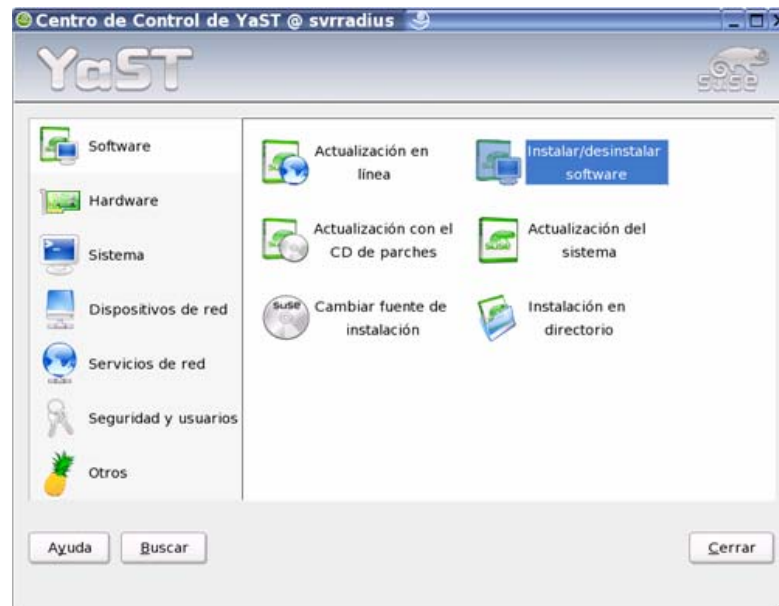 Centro de Control de YaST @ svrradius
YaST
SUSE
Software
Hardware
Sistema
Dispositivos de red
Servicios de red
Seguridad y usuarios
Otros
Actualización en
línea
Instalar/desinstalar
software
Actualización con el
CD de parches
Actualización del
sistema
suse Cambiar fuente de
instalación
Instalación en
directorio
Ayuda
Buscar
Cerrar